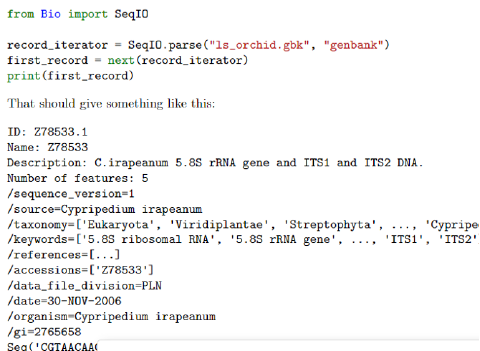 from Bio import SeqIO
record_iterator = SeqIO.parse("ls_orchid.gbk", "genbank")
first_record = next(record_iterator)
print(first_record)
That should give something like this:
ID: Z78533.1
Name: Z78533
Description: C.irapeanum 5.8S rRNA gene and ITS1 and ITS2 DNA.
Number of features: 5
/sequence_version=1
/source=Cypripedium irapeanum
/taxonomy=['Eukaryota', 'Viridiplantae', 'Streptophyta', ..., 'Cypripe
/keywords=['5.8S ribosomal RNA', '5.8S rRNA gene', ..., 'ITS1', 'ITS2'
/references=[...]
/accessions=['Z78533']
/data_file_division=PLN
/date=30-NOV-2006
/organism=Cypripedium irapeanum
/gi=2765658
Seq('CGTAACAAG